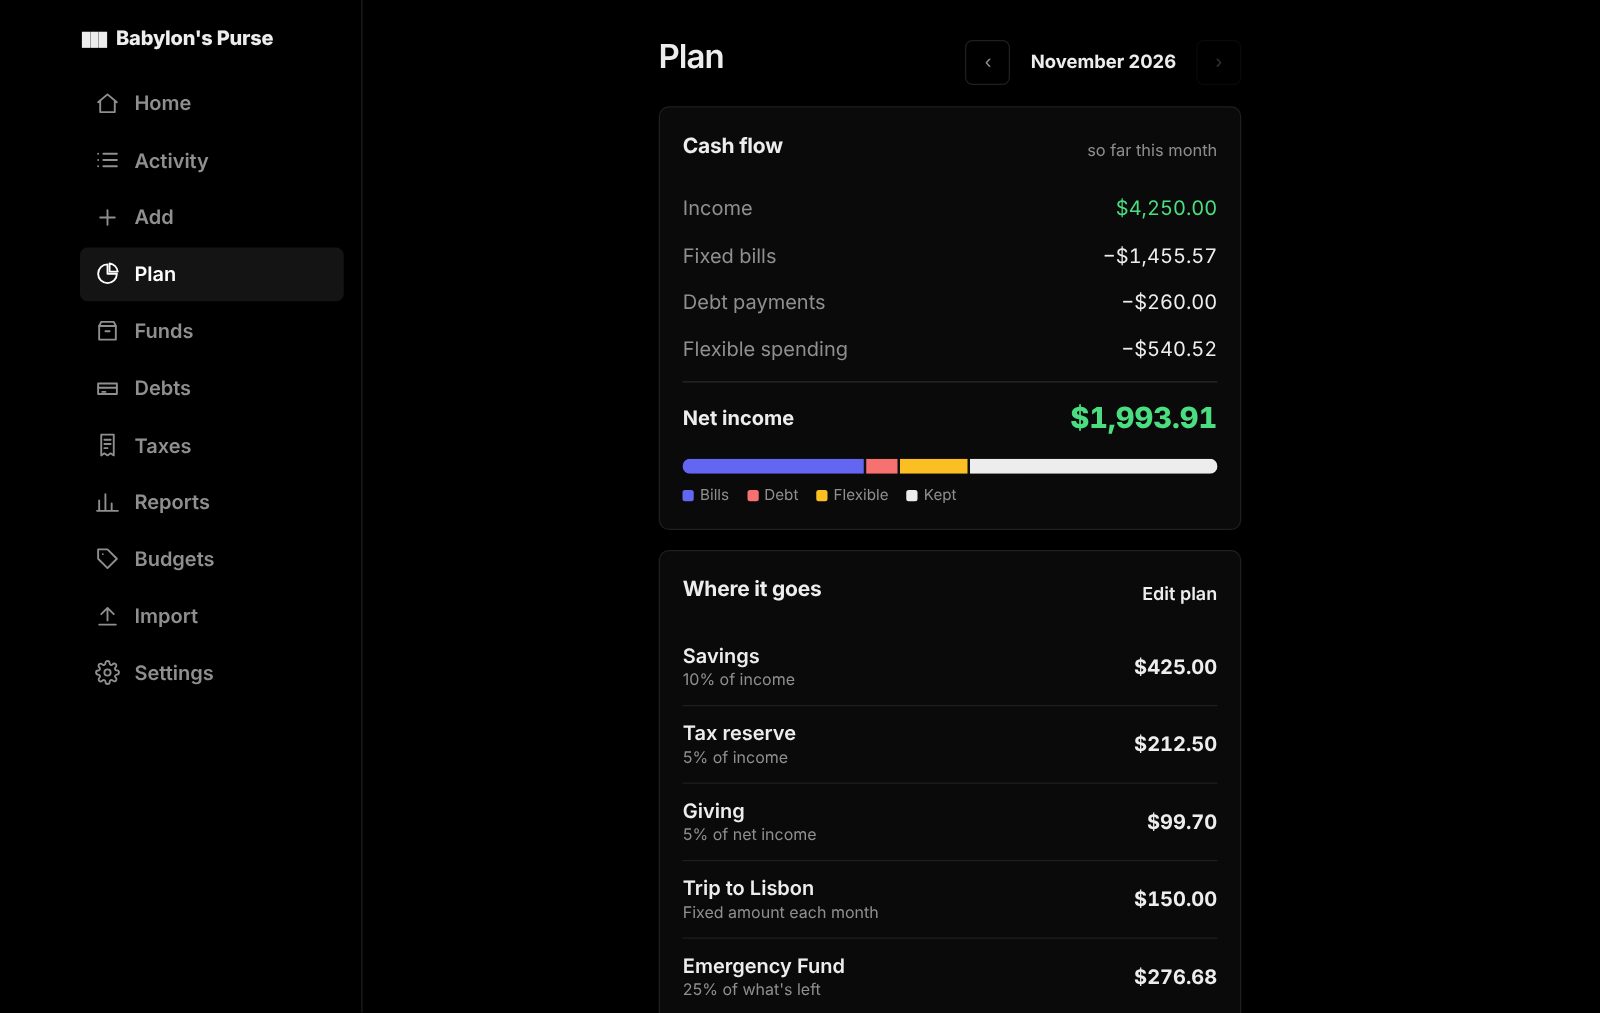 Babylon's Purse
Home
Activity
Add
Plan
Funds
Debts
Taxes
Reports
Budgets
Import
Settings
Plan
‹ November 2026 ›
Cash flow so far this month
Income $4,250.00
Fixed bills −$1,455.57
Debt payments −$260.00
Flexible spending −$540.52
Net income $1,993.91
Bills Debt Flexible Kept
Where it goes Edit plan
Savings
10% of income
$425.00
Tax reserve
5% of income
$212.50
Giving
5% of net income
$99.70
Trip to Lisbon
Fixed amount each month
$150.00
Emergency Fund
25% of what's left
$276.68